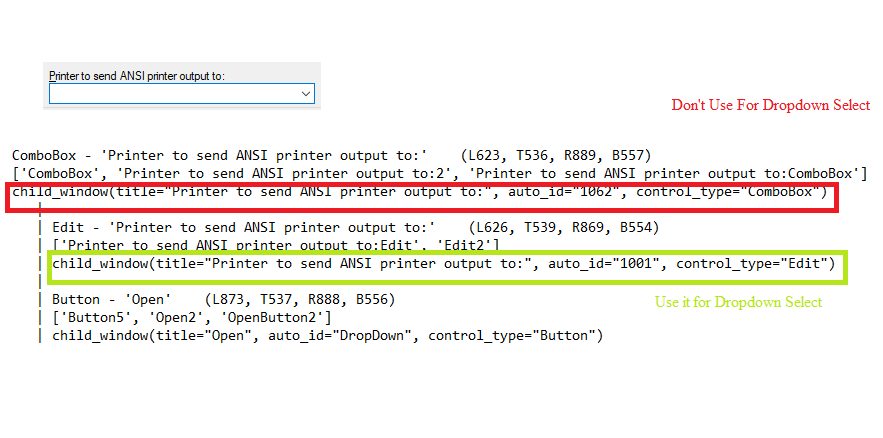 Printer to send ANSI printer output to:
Don't Use For Dropdown Select
ComboBox - 'Printer to send ANSI printer output to:'    (L623, T536, R889, B557)
['ComboBox', 'Printer to send ANSI printer output to:2', 'Printer to send ANSI printer output to:ComboBox']
child_window(title="Printer to send ANSI printer output to:", auto_id="1062", control_type="ComboBox")
|
| Edit - 'Printer to send ANSI printer output to:'    (L626, T539, R869, B554)
| ['Printer to send ANSI printer output to:Edit', 'Edit2']
| child_window(title="Printer to send ANSI printer output to:", auto_id="1001", control_type="Edit")
|
Use it for Dropdown Select
| Button - 'Open'    (L873, T537, R888, B556)
| ['Button5', 'Open2', 'OpenButton2']
| child_window(title="Open", auto_id="DropDown", control_type="Button")